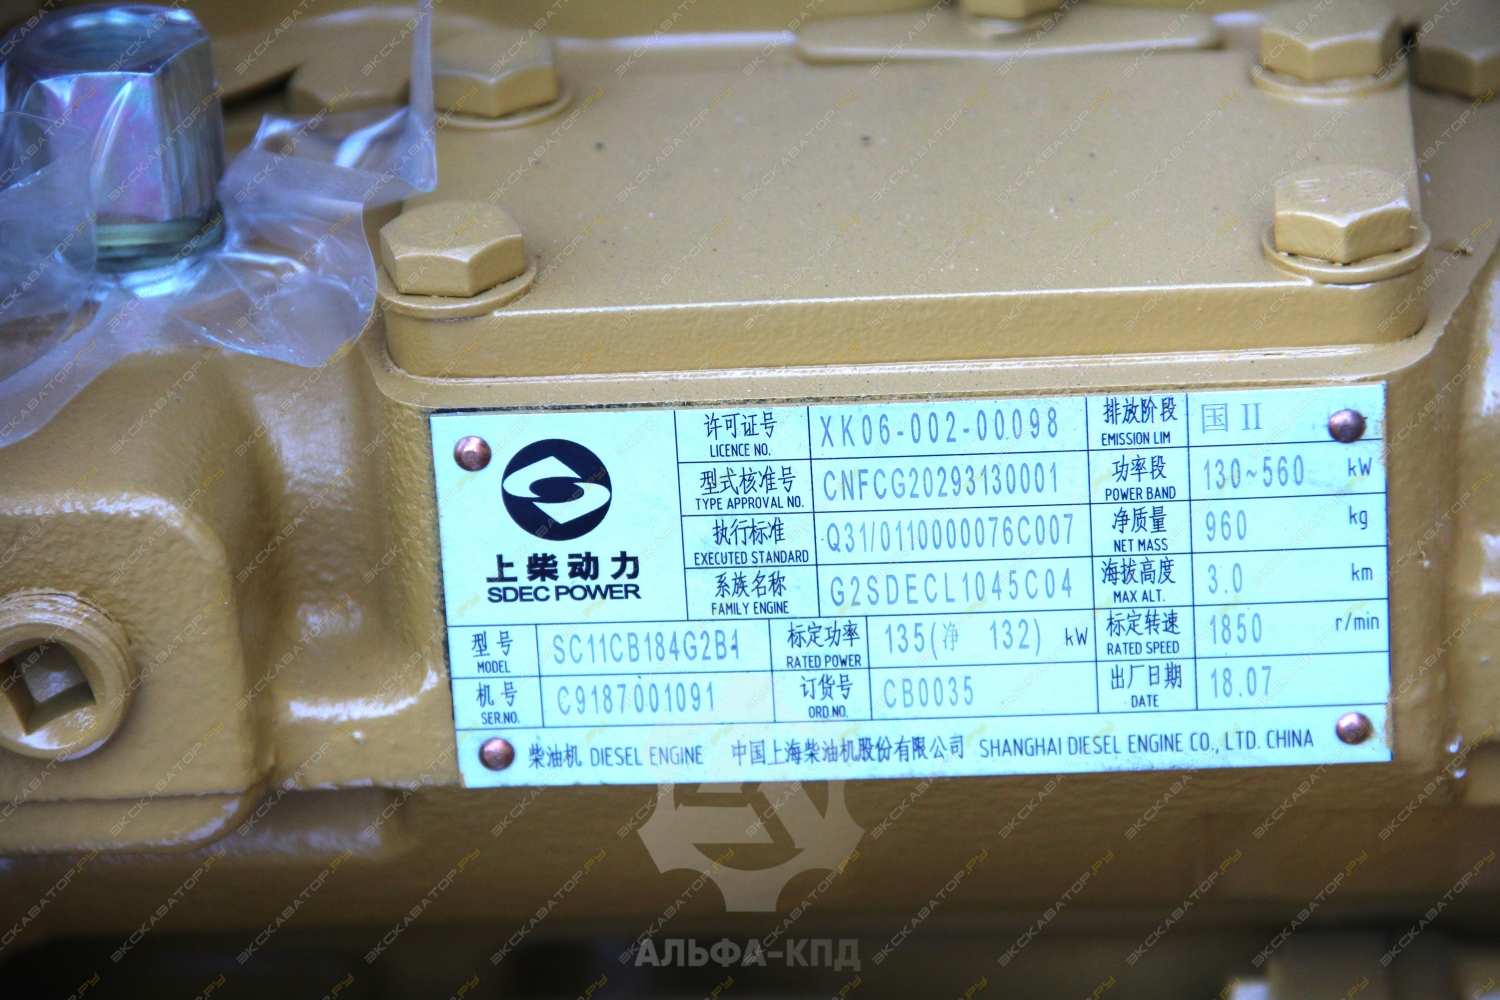 上柴动力
SDEC POWER
许可证号 XK06-002-00098 排放阶段 国 II
LICENCE NO. EMISSION LIM
型式核准号 CNFCG20293130001 功率段 130~560 kW
TYPE APPROVAL NO. POWER BAND
执行标准 Q31/0110000076C007 净质量 960 kg
EXECUTED STANDARD NET MASS
系族名称 G2SDECL1045C04 海拔高度 3.0 km
FAMILY ENGINE MAX ALT.
型号 SC11CB184G2B1 标定功率 135(净 132) kW 标定转速 1850 r/min
MODEL RATED POWER RATED SPEED
机号 C9187001091 订货号 CB0035 出厂日期 18.07
SER.NO. ORD.NO. DATE
柴油机 DIESEL ENGINE 中国上海柴油机股份有限公司 SHANGHAI DIESEL ENGINE CO., LTD. CHINA
АЛЬФА-КПД
ЭКСКАВАТОР.РУ